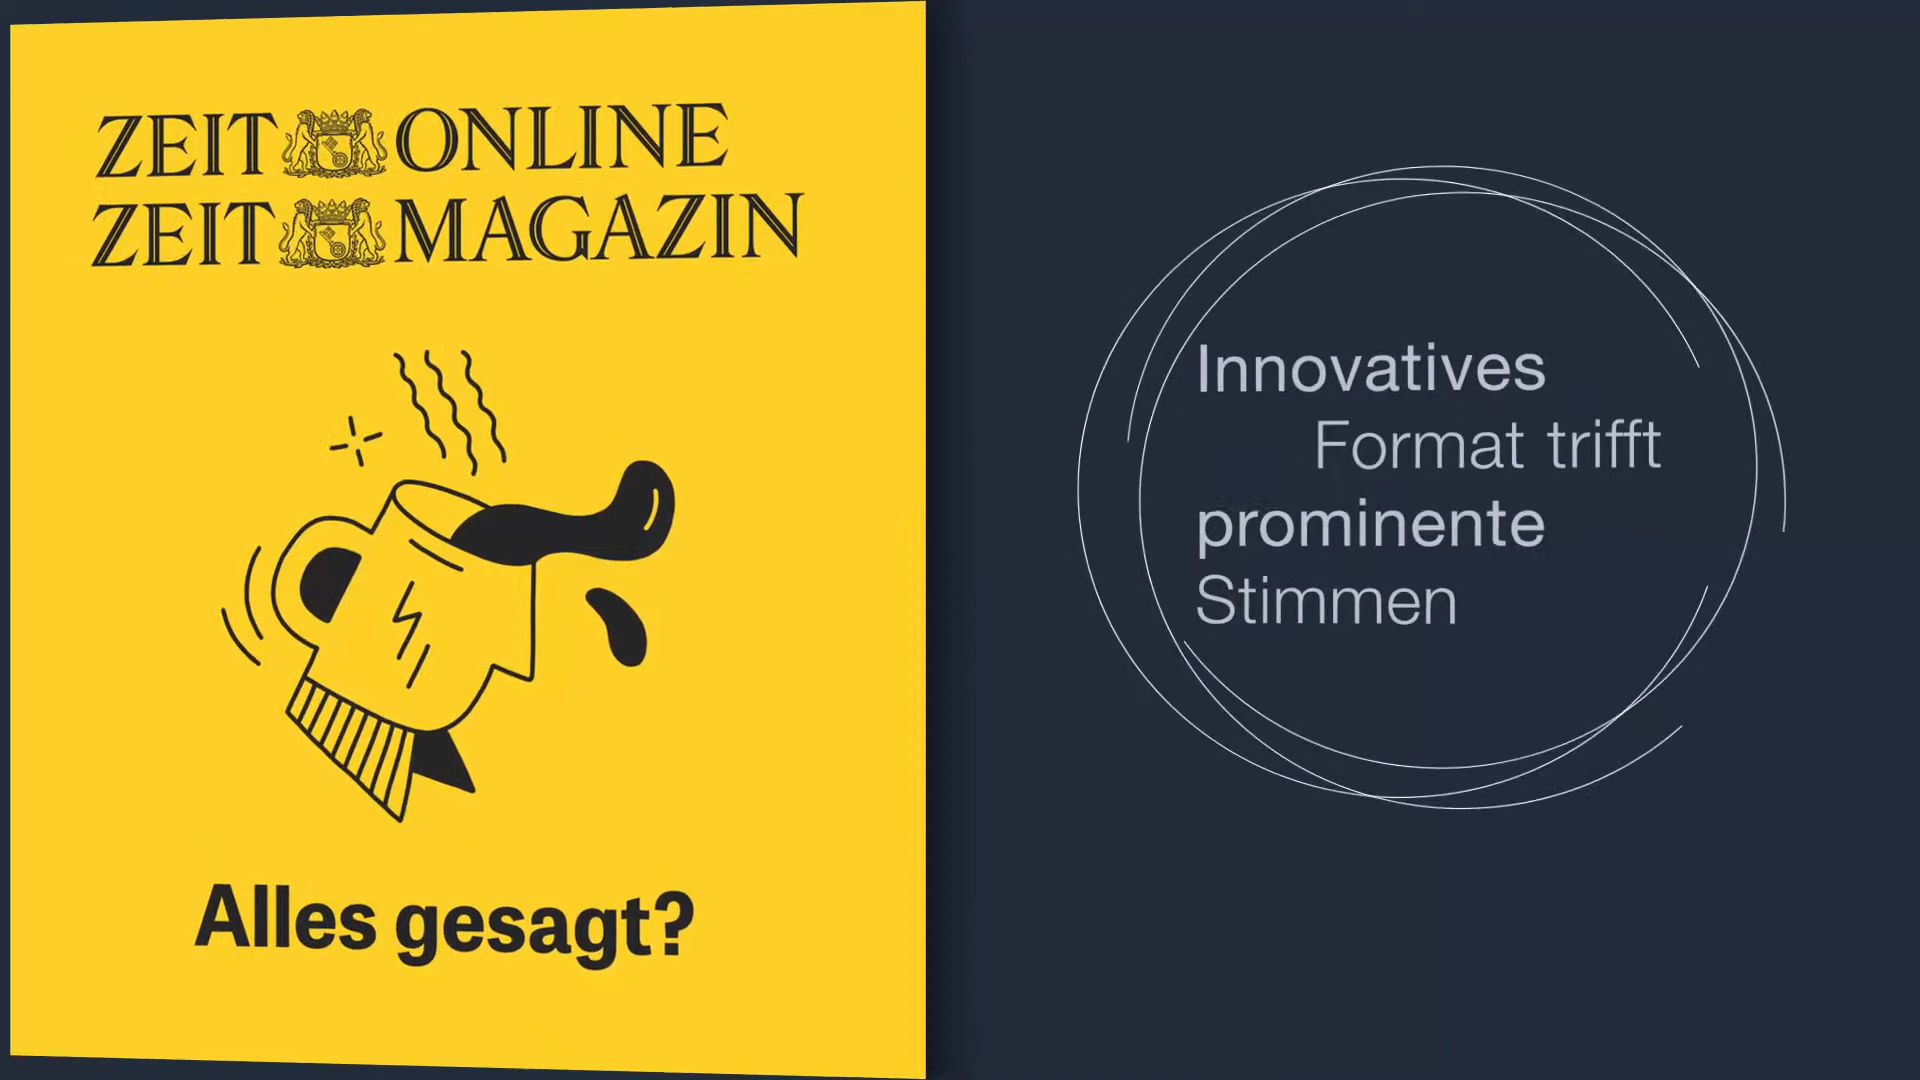 ZEIT ONLINE
ZEIT MAGAZIN
Alles gesagt?
Innovatives
Format trifft
prominente
Stimmen